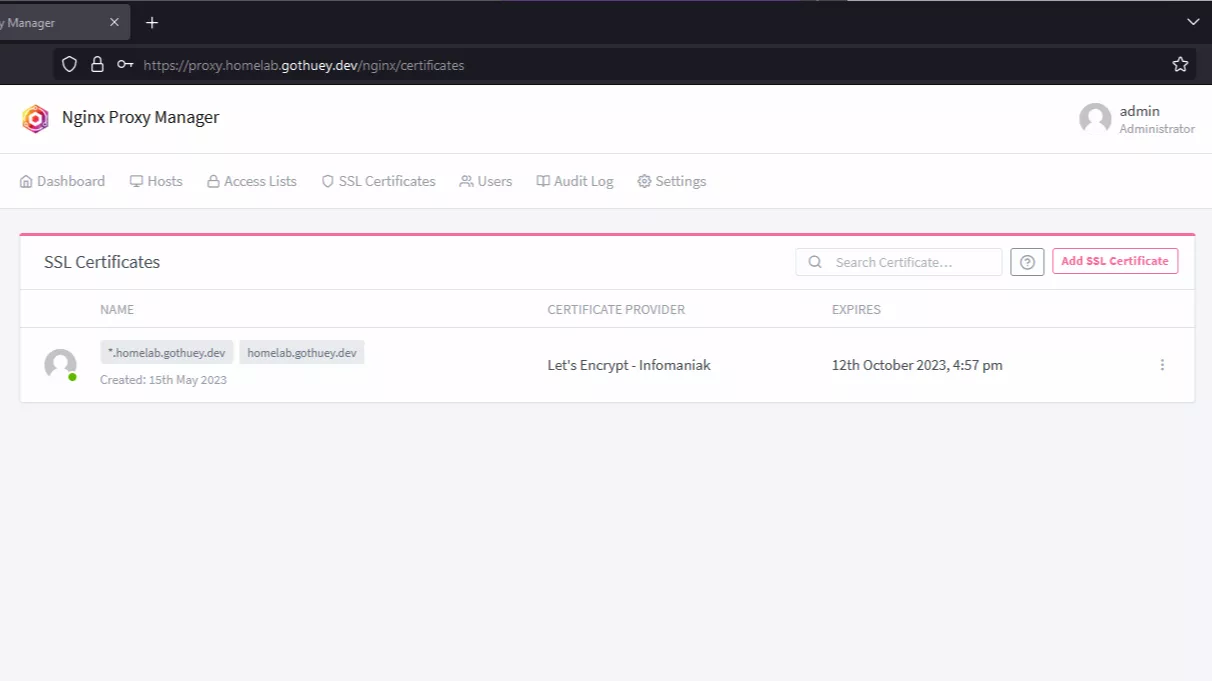 y Manager
https://proxy.homelab.gothuey.dev/nginx/certificates
Nginx Proxy Manager
admin
Administrator
Dashboard Hosts Access Lists SSL Certificates Users Audit Log Settings
SSL Certificates Search Certificate... Add SSL Certificate
NAME CERTIFICATE PROVIDER EXPIRES
*.homelab.gothuey.dev homelab.gothuey.dev
Let's Encrypt - Infomaniak 12th October 2023, 4:57 pm
Created: 15th May 2023